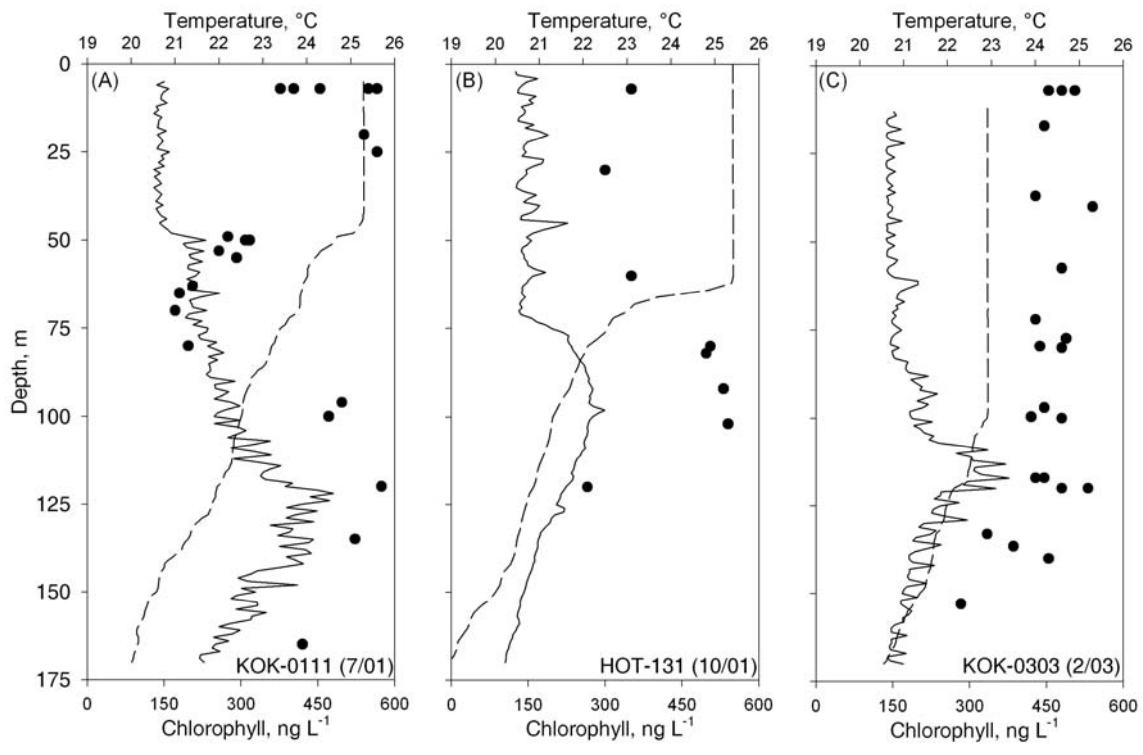 Temperature, °C Temperature, °C Temperature, °C
19 20 21 22 23 24 25 26 19 20 21 22 23 24 25 26 19 20 21 22 23 24 25 26
(A) (B) (C)
0
25
50
75
100
125
150
175
Depth, m
KOK-0111 (7/01) HOT-131 (10/01) KOK-0303 (2/03)
0 150 300 450 600 0 150 300 450 600 0 150 300 450 600
Chlorophyll, ng L⁻¹ Chlorophyll, ng L⁻¹ Chlorophyll, ng L⁻¹